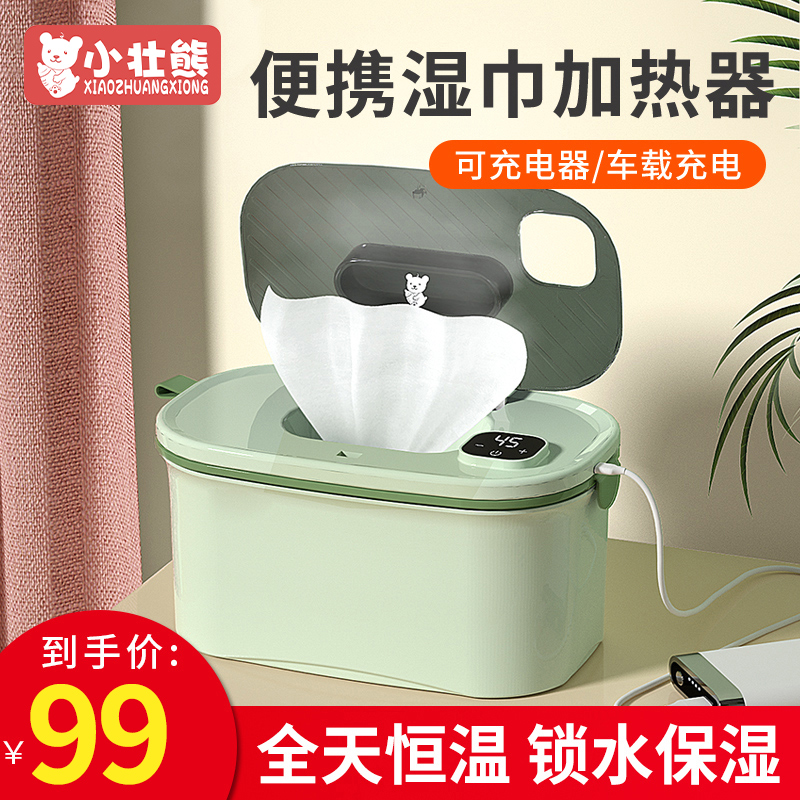 小壮熊
XIAOZHUANGXIONG
便携湿巾加热器
可充电器/车载充电
45
- +
到手价:
¥99
全天恒温 锁水保湿